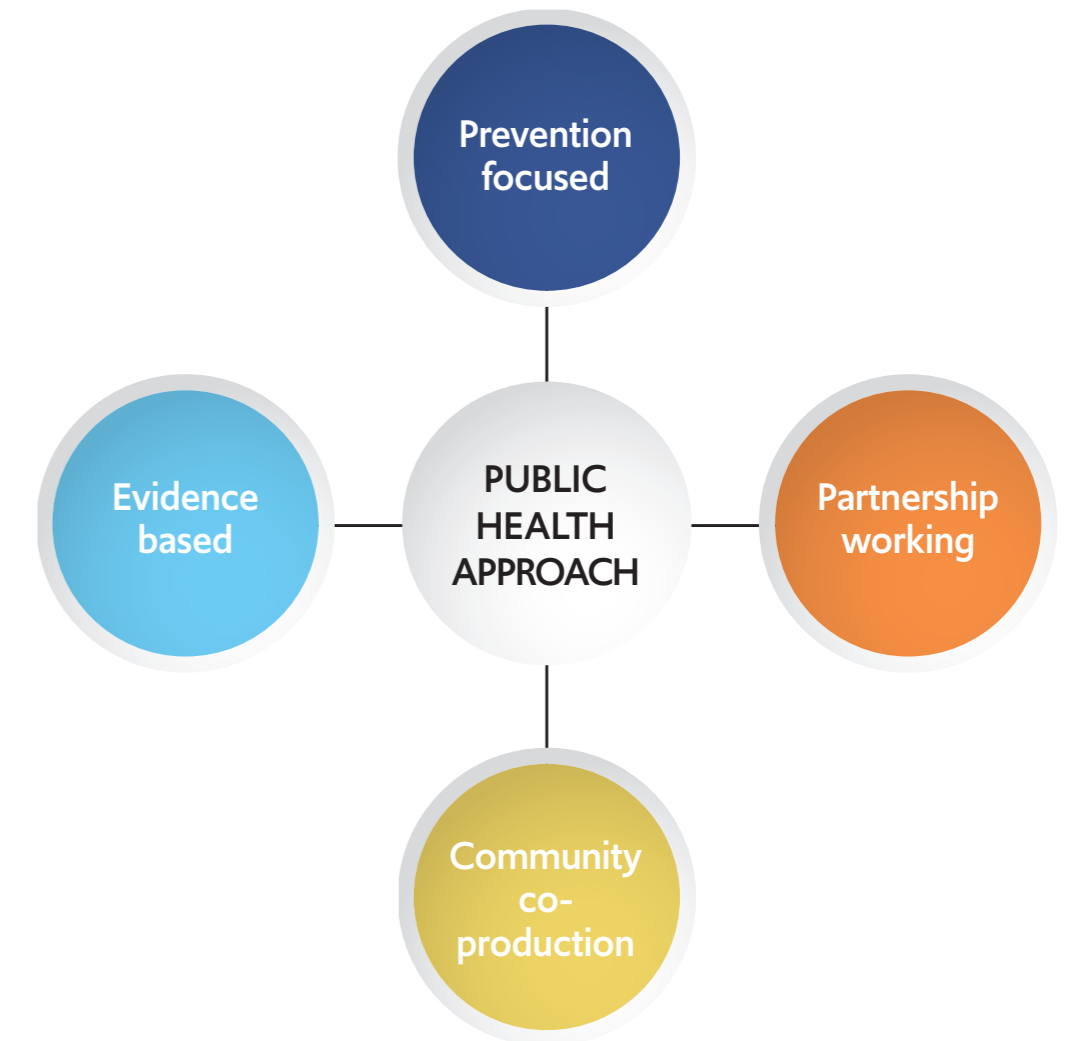 Prevention
focused
Evidence
based
PUBLIC
HEALTH
APPROACH
Partnership
working
Community
co-
production